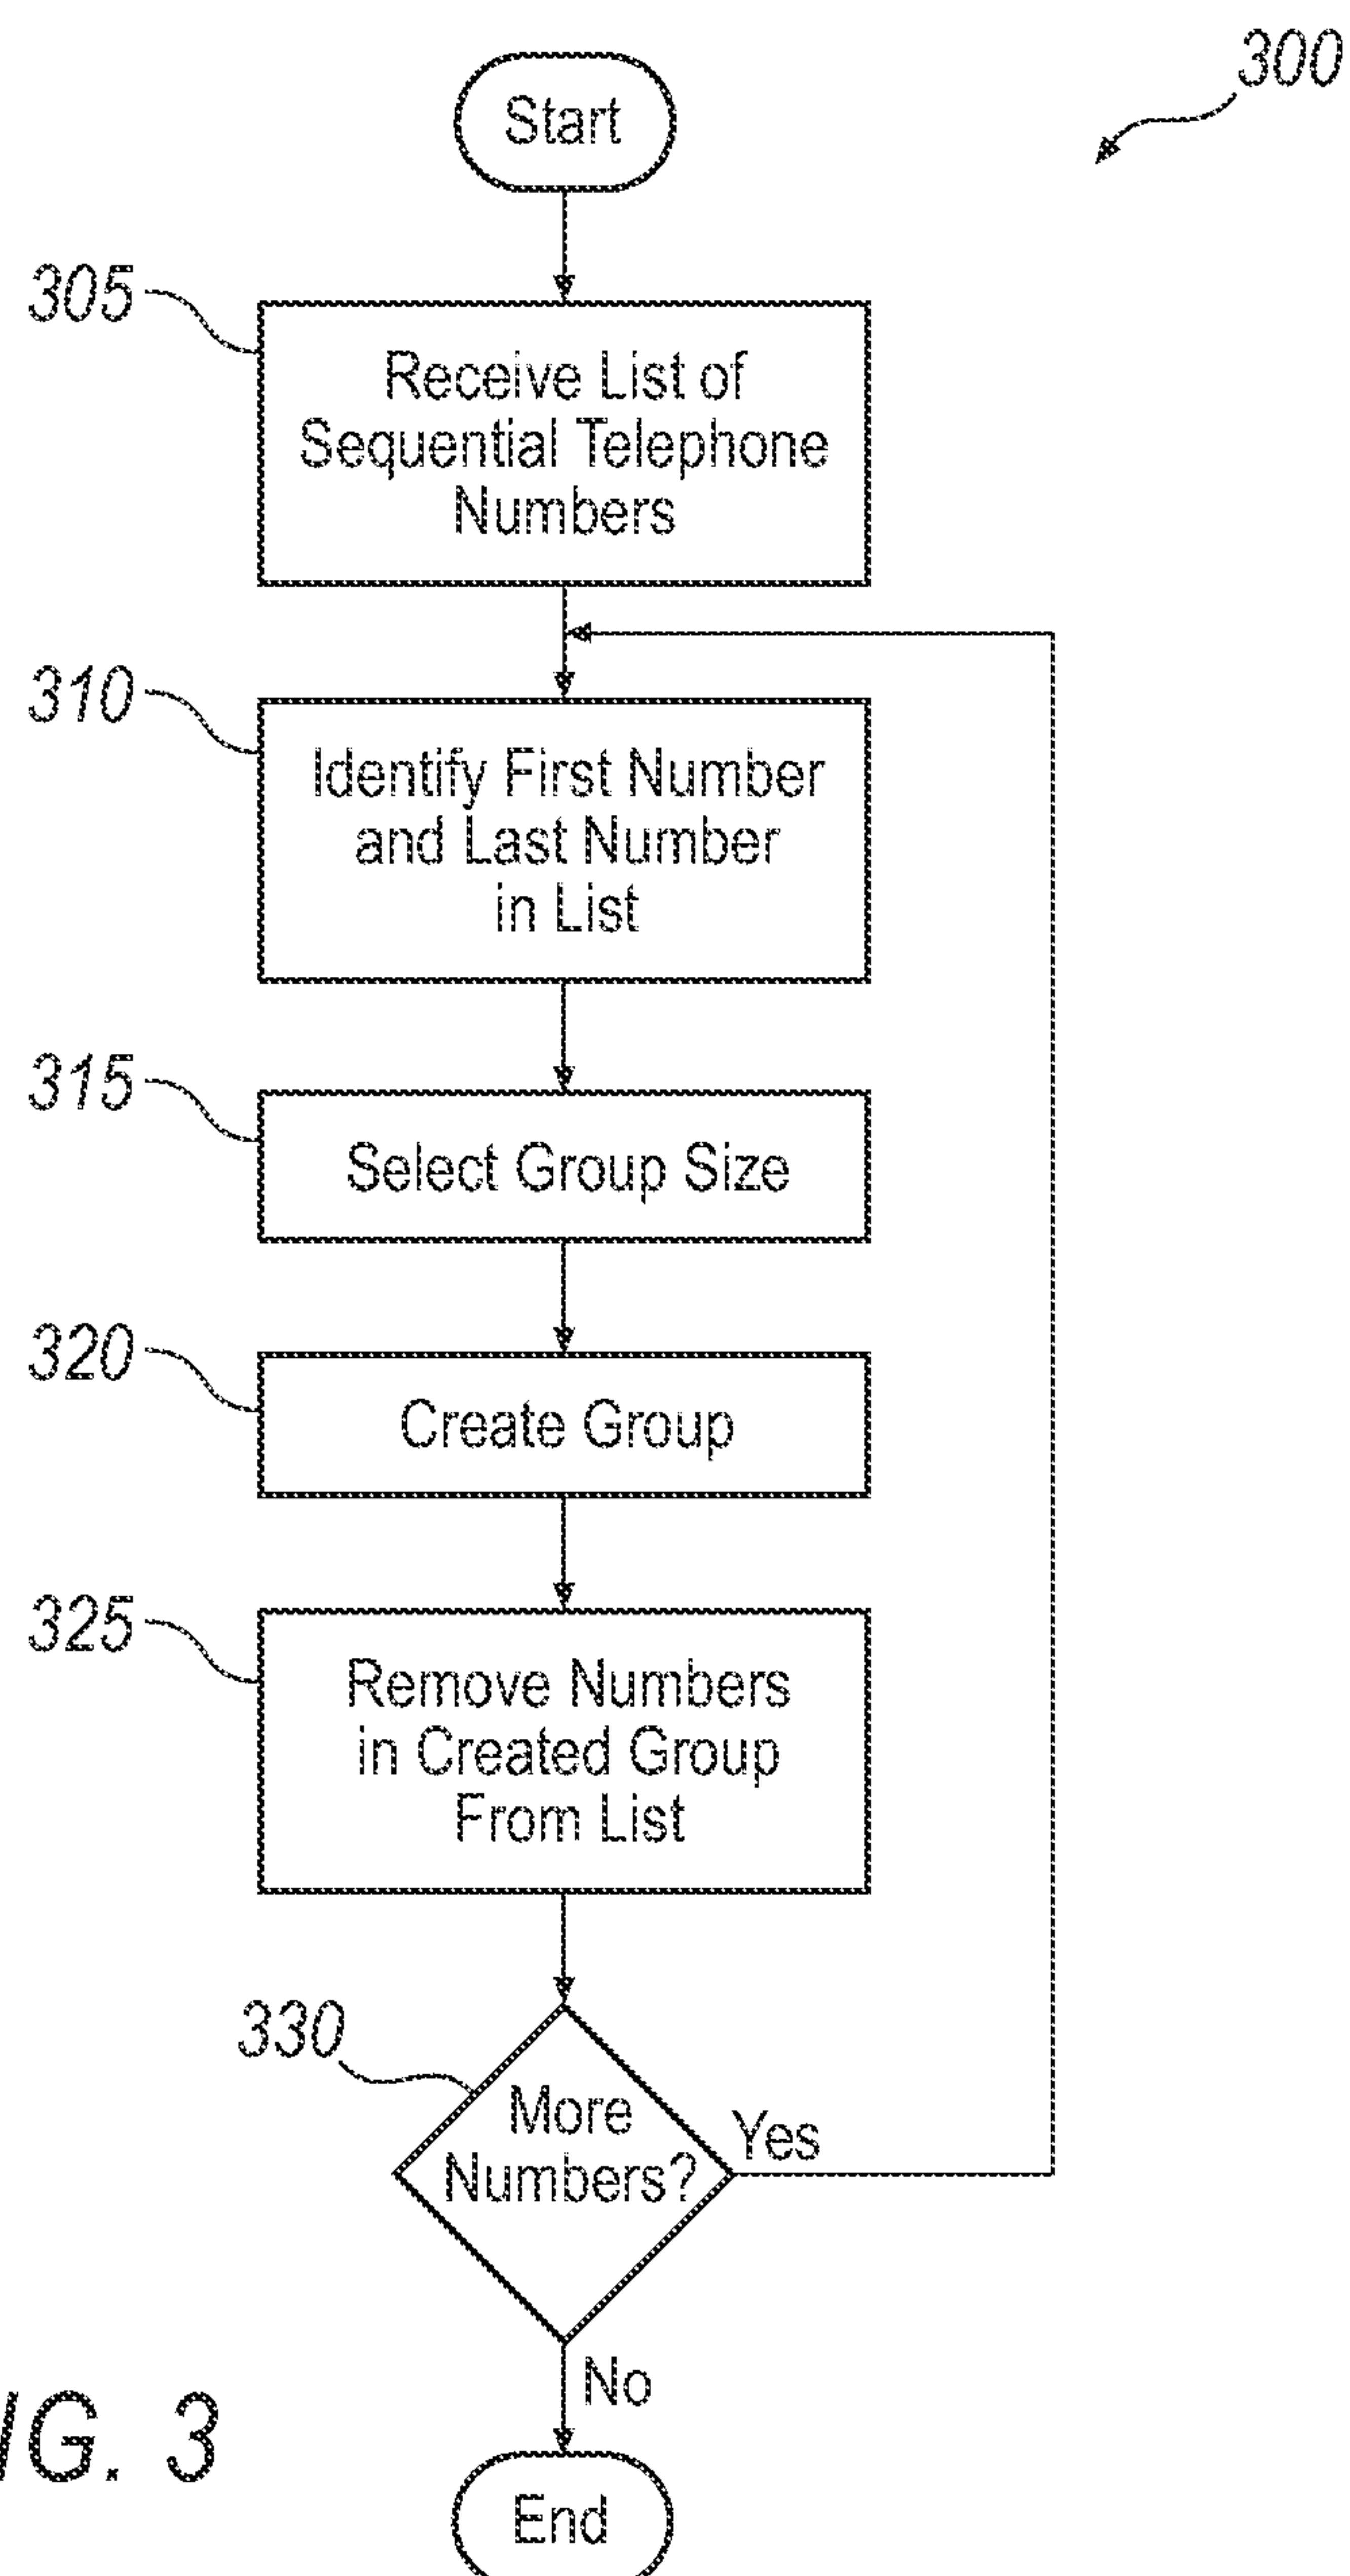 300
Start
305
Receive List of
Sequential Telephone
Numbers
310
Identify First Number
and Last Number
in List
315
Select Group Size
320
Create Group
325
Remove Numbers
in Created Group
From List
330
More
Numbers?
Yes
No
IG. 3
End